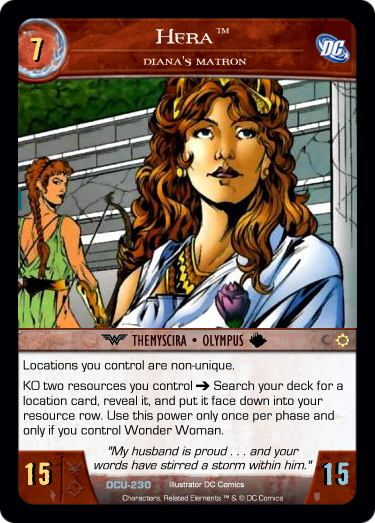 7
HERA™
DIANA'S MATRON
DC
THEMYSCIRA • OLYMPUS
Locations you control are non-unique.
KO two resources you control ➔ Search your deck for a
location card, reveal it, and put it face down into your
resource row. Use this power only once per phase and
only if you control Wonder Woman.
"My husband is proud . . . and your
words have stirred a storm within him."
15
15
DCU-230 Illustrator DC Comics
Characters, Related Elements ™ & © DC Comics